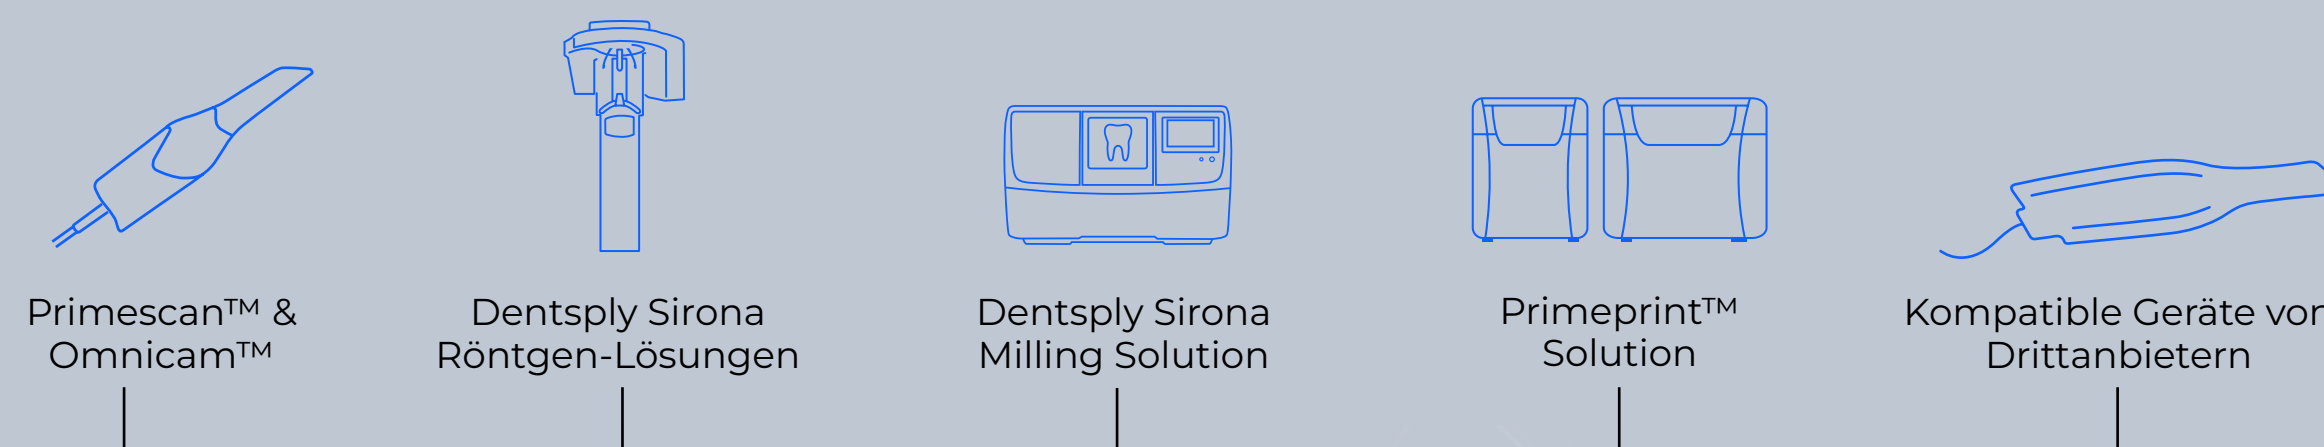 Primescan™ &
Omnicam™
Dentsply Sirona
Röntgen-Lösungen
Dentsply Sirona
Milling Solution
Primeprint™
Solution
Kompatible Geräte von
Drittanbietern